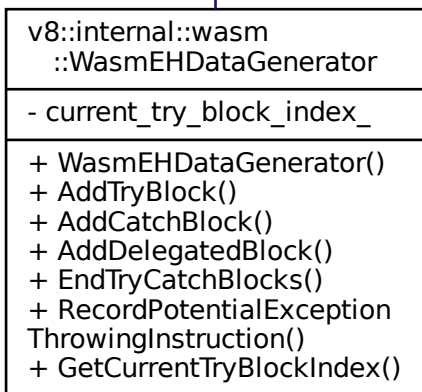 v8::internal::wasm
::WasmEHDataGenerator
- current_try_block_index_
+ WasmEHDataGenerator()
+ AddTryBlock()
+ AddCatchBlock()
+ AddDelegatedBlock()
+ EndTryCatchBlocks()
+ RecordPotentialException
ThrowingInstruction()
+ GetCurrentTryBlockIndex()